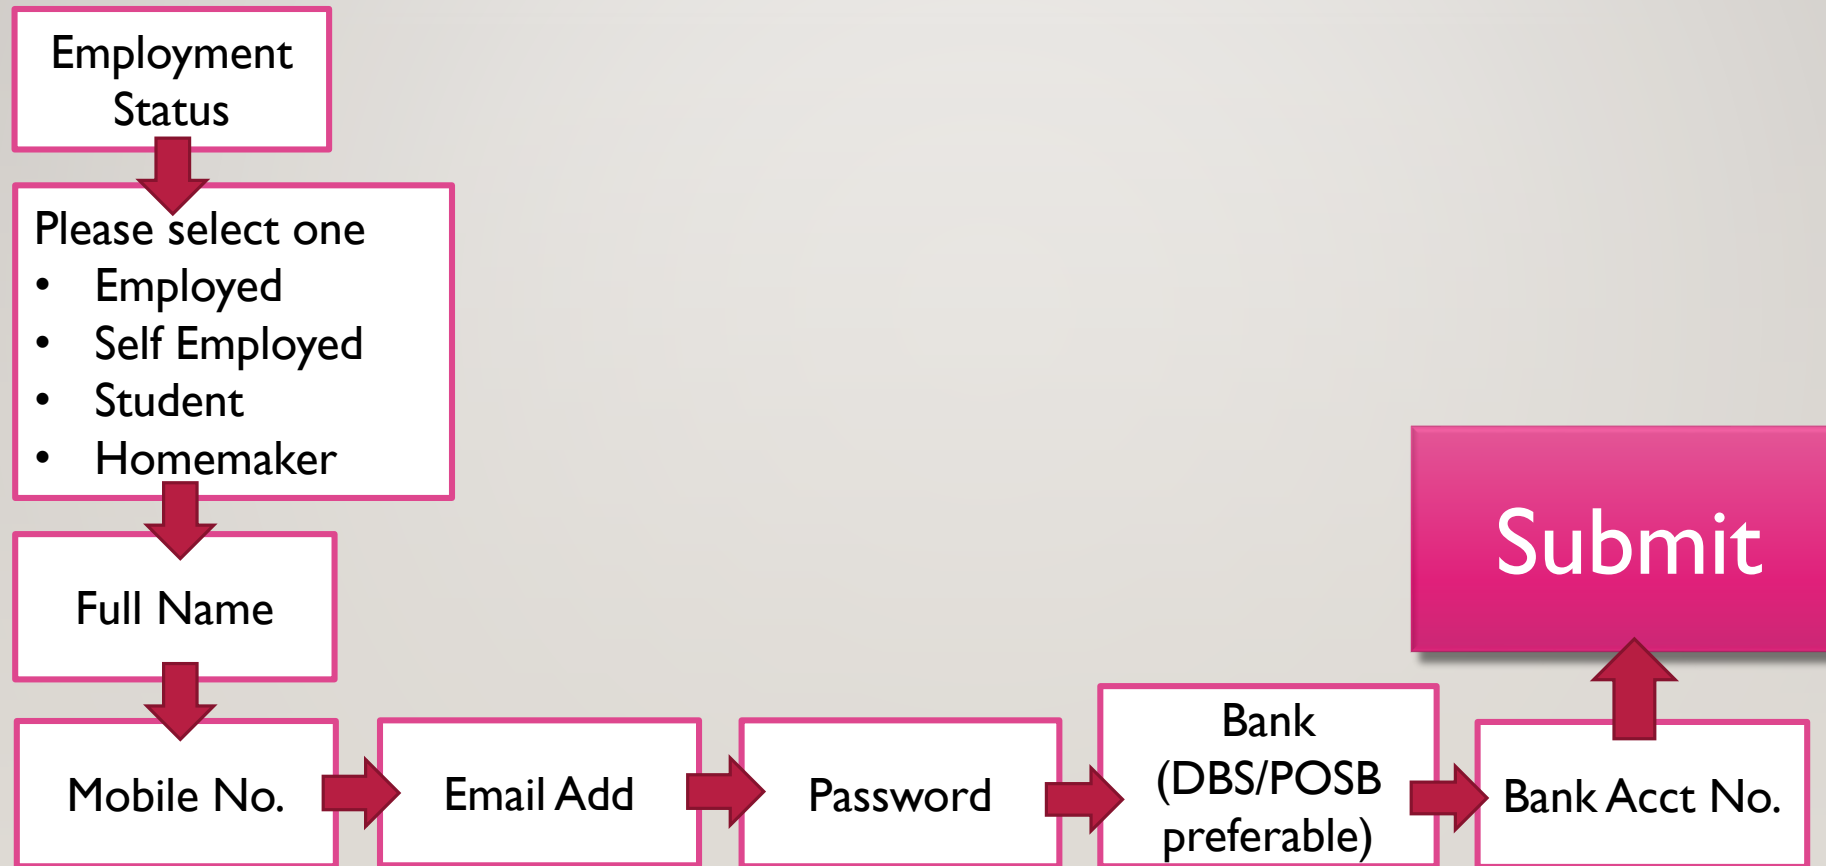 Employment
Status
Please select one
• Employed
• Self Employed
• Student
• Homemaker
Full Name
Mobile No.
Email Add
Password
Bank
(DBS/POSB
preferable)
Bank Acct No.
Submit